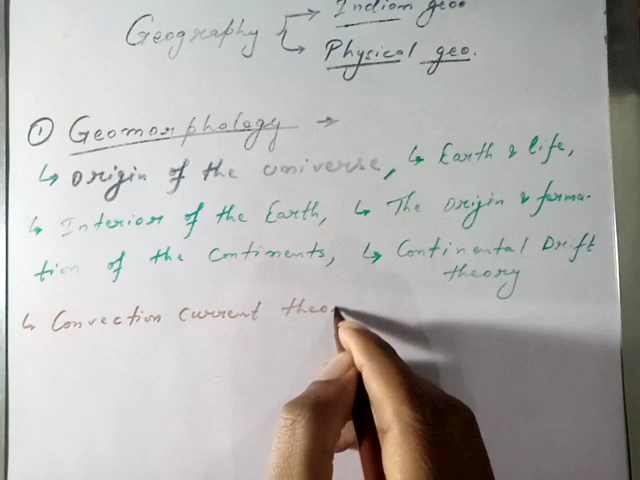 Indian geo
Geography
Physical geo.
① Geomorphology →
↳ Origin of the universe, ↳ Earth & life,
↳ Interior of the Earth, ↳ The Origin & forma-
tion of the Continents, ↳ Continental Drift
theory
↳ Convection Current theo